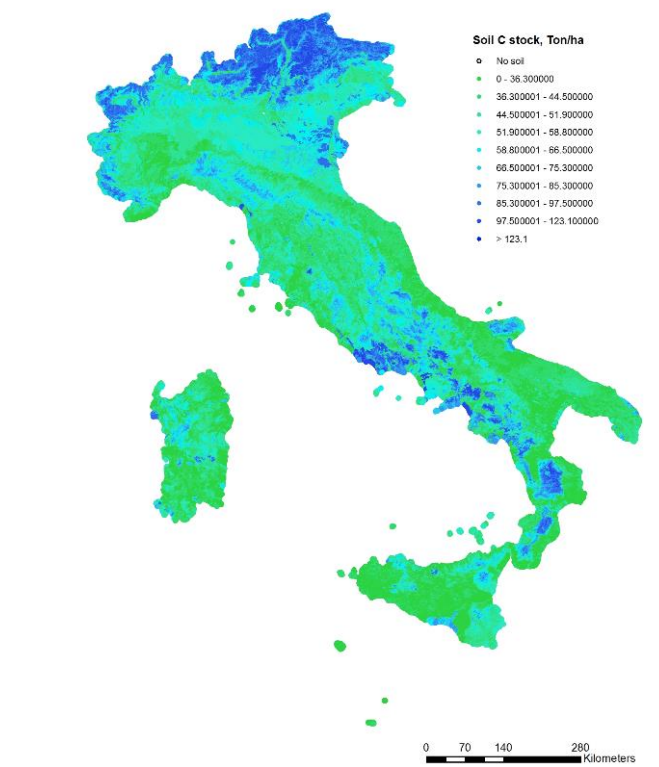 Soil C stock, Ton/ha
No soil
0 - 36.300000
36.300001 - 44.500000
44.500001 - 51.900000
51.900001 - 58.800000
58.800001 - 66.500000
66.500001 - 75.300000
75.300001 - 85.300000
85.300001 - 97.500000
97.500001 - 123.100000
> 123.1
0 70 140 280
Kilometers